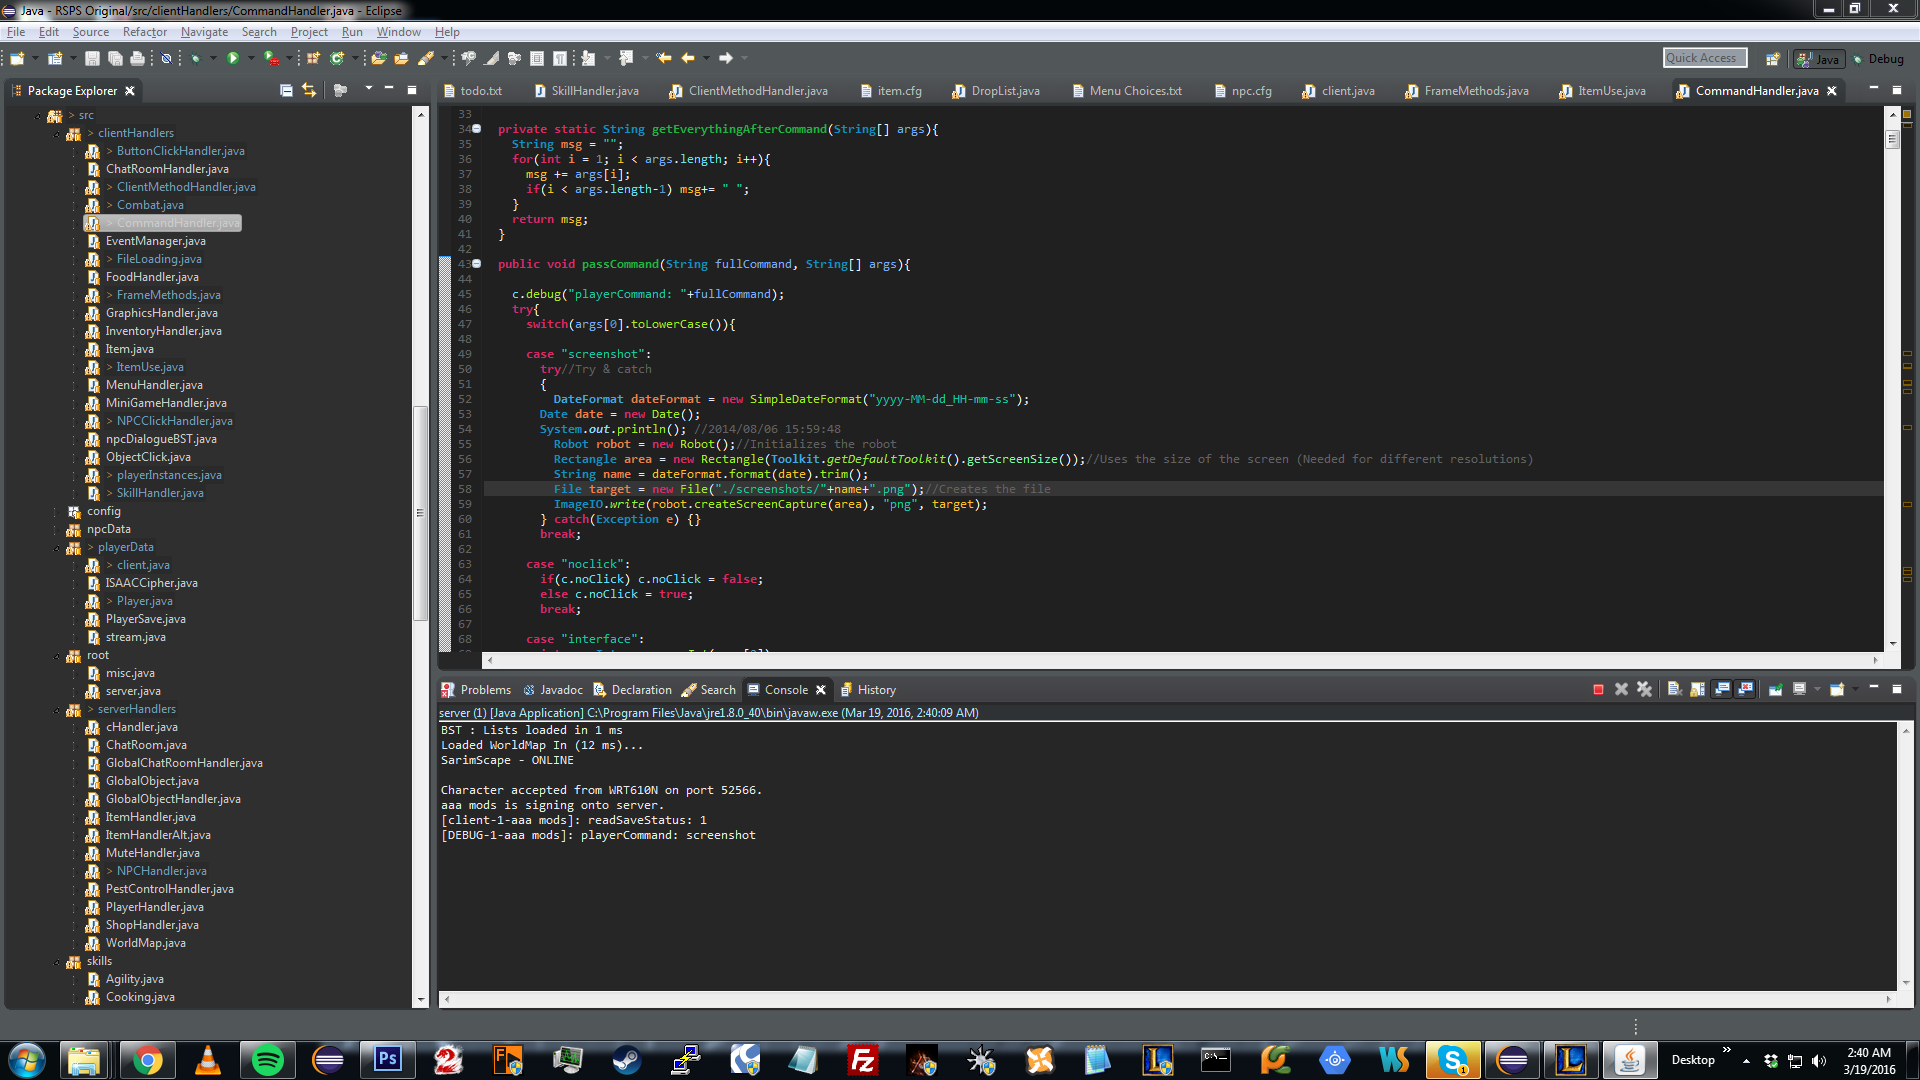 Java - RSPS Original/src/clientHandlers/CommandHandler.java - Eclipse
File Edit Source Refactor Navigate Search Project Run Window Help
Quick Access Java Debug
Package Explorer
> src
> clientHandlers
> ButtonClickHandler.java
ChatRoomHandler.java
> ClientMethodHandler.java
> Combat.java
> CommandHandler.java
EventManager.java
> FileLoading.java
FoodHandler.java
> FrameMethods.java
GraphicsHandler.java
InventoryHandler.java
Item.java
> ItemUse.java
MenuHandler.java
MiniGameHandler.java
> NPCClickHandler.java
npcDialogueBST.java
ObjectClick.java
> playerInstances.java
> SkillHandler.java
config
npcData
> playerData
> client.java
ISAACCipher.java
> Player.java
PlayerSave.java
stream.java
root
misc.java
server.java
> serverHandlers
cHandler.java
ChatRoom.java
GlobalChatRoomHandler.java
GlobalObject.java
GlobalObjectHandler.java
ItemHandler.java
ItemHandlerAlt.java
MuteHandler.java
> NPCHandler.java
PestControlHandler.java
PlayerHandler.java
ShopHandler.java
WorldMap.java
skills
Agility.java
Cooking.java
todo.txt SkillHandler.java ClientMethodHandler.java item.cfg DropList.java Menu Choices.txt npc.cfg client.java FrameMethods.java ItemUse.java CommandHandler.java
33
34 private static String getEverythingAfterCommand(String[] args){
35 String msg = "";
36 for(int i = 1; i < args.length; i++){
37 msg += args[i];
38 if(i < args.length-1) msg+= " ";
39 }
40 return msg;
41 }
42
43 public void passCommand(String fullCommand, String[] args){
44
45 c.debug("playerCommand: "+fullCommand);
46 try{
47 switch(args[0].toLowerCase()){
48
49 case "screenshot":
50 try//Try & catch
51 {
52 DateFormat dateFormat = new SimpleDateFormat("yyyy-MM-dd_HH-mm-ss");
53 Date date = new Date();
54 System.out.println(); //2014/08/06 15:59:48
55 Robot robot = new Robot();//Initializes the robot
56 Rectangle area = new Rectangle(Toolkit.getDefaultToolkit().getScreenSize());//Uses the size of the screen (Needed for different resolutions)
57 String name = dateFormat.format(date).trim();
58 File target = new File("./screenshots/"+name+".png");//Creates the file
59 ImageIO.write(robot.createScreenCapture(area), "png", target);
60 } catch(Exception e) {}
61 break;
62
63 case "noclick":
64 if(c.noClick) c.noClick = false;
65 else c.noClick = true;
66 break;
67
68 case "interface":
Problems Javadoc Declaration Search Console History
server (1) [Java Application] C:\Program Files\Java\jre1.8.0_40\bin\javaw.exe (Mar 19, 2016, 2:40:09 AM)
BST : Lists loaded in 1 ms
Loaded WorldMap In (12 ms)...
SarimScape - ONLINE
Character accepted from WRT610N on port 52566.
aaa mods is signing onto server.
[client-1-aaa mods]: readSaveStatus: 1
[DEBUG-1-aaa mods]: playerCommand: screenshot
Desktop
2:40 AM
3/19/2016